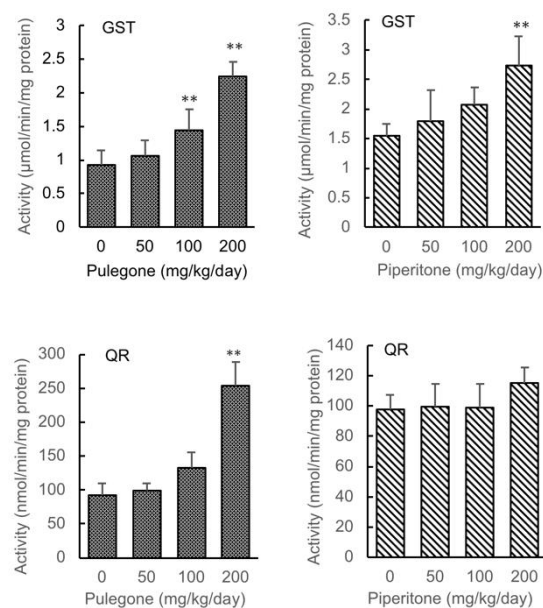 GST
3
2.5
2
1.5
1
0.5
0
**
**
Activity (μmol/min/mg protein)
0 50 100 200
Pulegone (mg/kg/day)
GST
3.5
3
2.5
2
1.5
1
0.5
0
**
Activity (μmol/min/mg protein)
0 50 100 200
Piperitone (mg/kg/day)
QR
300
250
200
150
100
50
0
**
Activity (nmol/min/mg protein)
0 50 100 200
Pulegone (mg/kg/day)
QR
140
120
100
80
60
40
20
0
Activity (nmol/min/mg protein)
0 50 100 200
Piperitone (mg/kg/day)